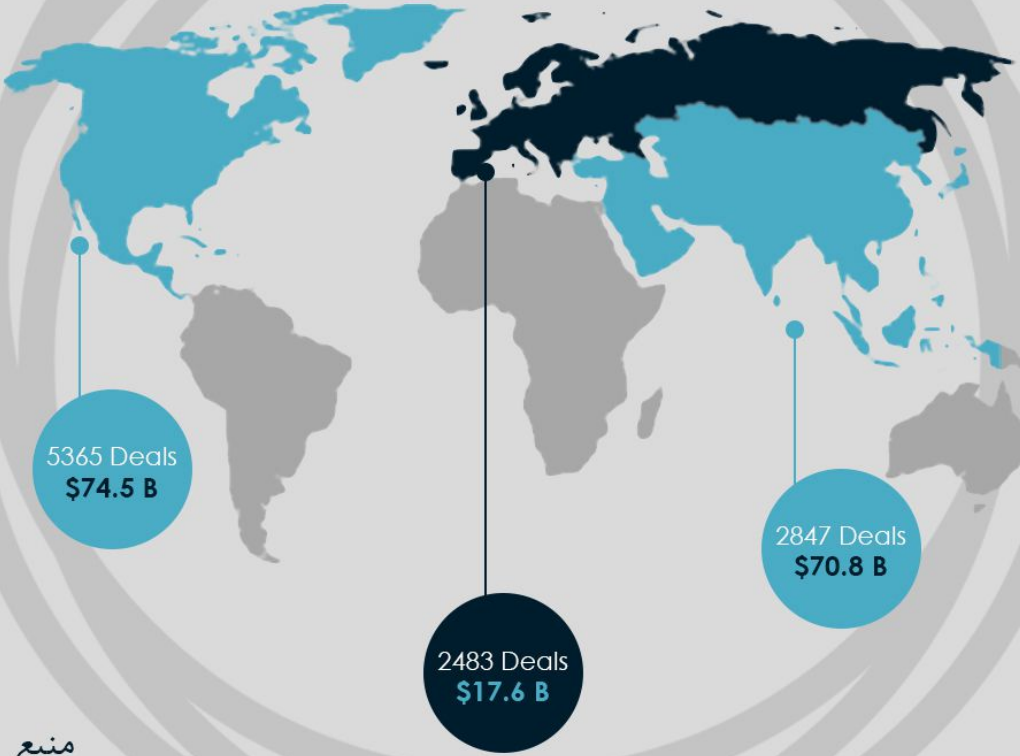 5365 Deals
$74.5 B
2847 Deals
$70.8 B
2483 Deals
$17.6 B
منبع